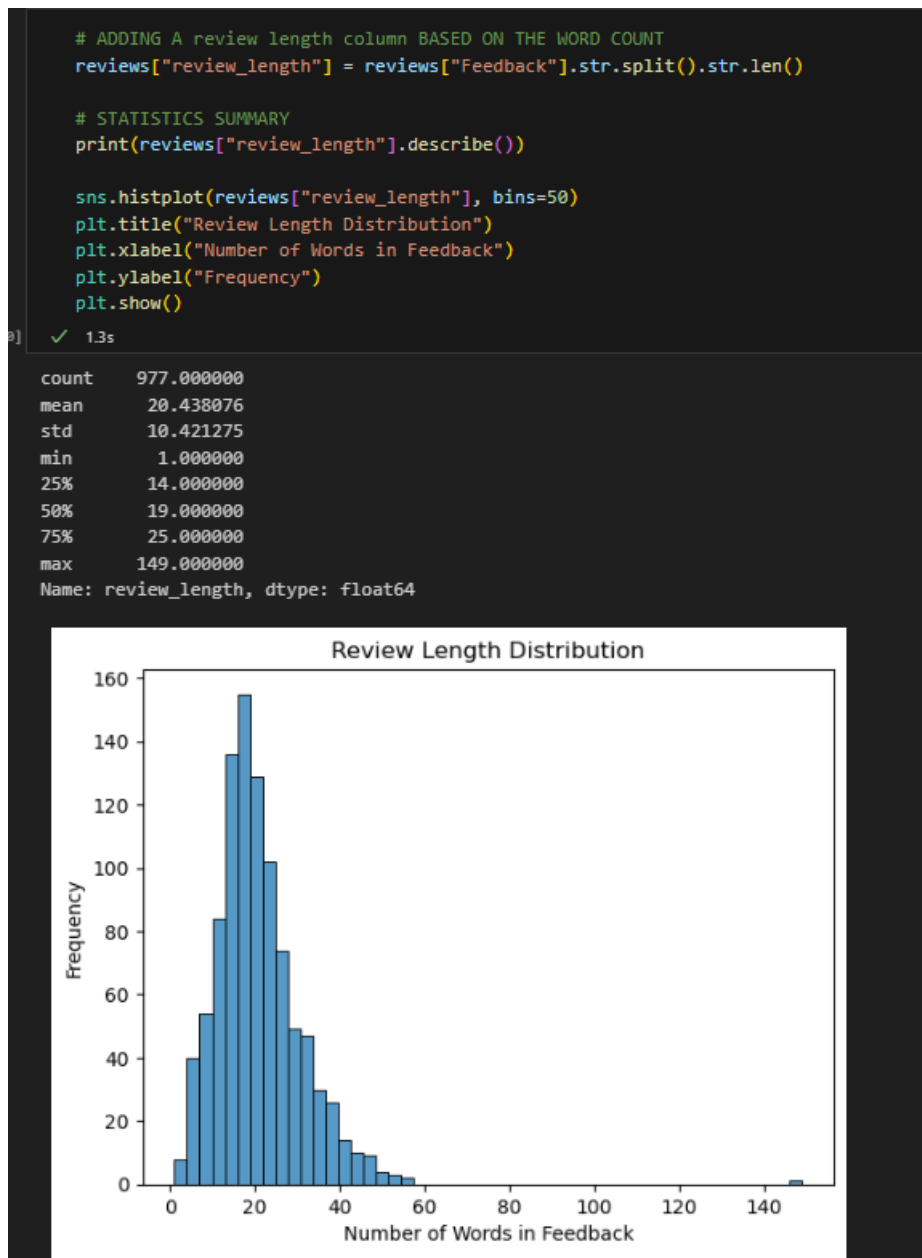 # ADDING A review length column BASED ON THE WORD COUNT
reviews["review_length"] = reviews["Feedback"].str.split().str.len()
# STATISTICS SUMMARY
print(reviews["review_length"].describe())
sns.histplot(reviews["review_length"], bins=50)
plt.title("Review Length Distribution")
plt.xlabel("Number of Words in Feedback")
plt.ylabel("Frequency")
plt.show()
] ✓ 1.3s
count 977.000000
mean 20.438076
std 10.421275
min 1.000000
25% 14.000000
50% 19.000000
75% 25.000000
max 149.000000
Name: review_length, dtype: float64
Review Length Distribution
160
140
120
100
80
60
40
20
0
Frequency
0 20 40 60 80 100 120 140
Number of Words in Feedback